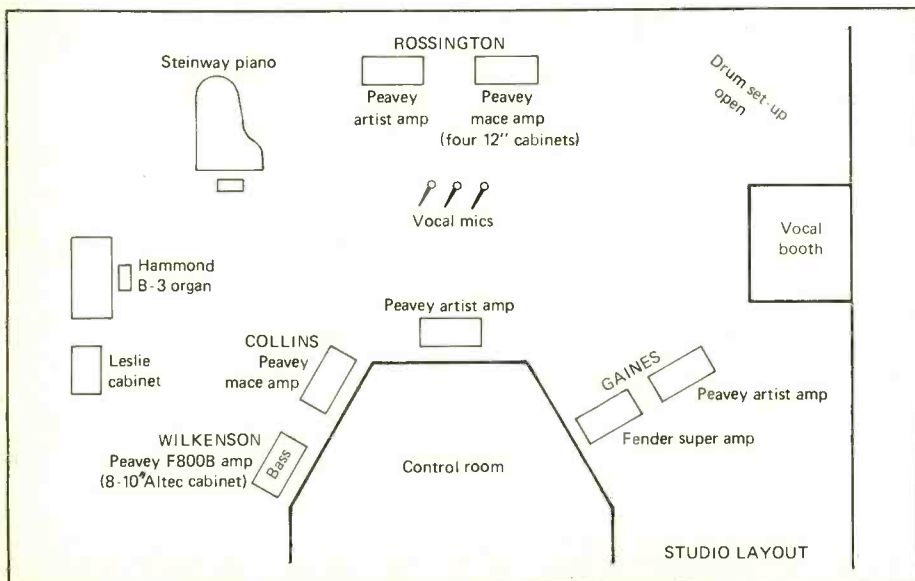 ROSSINGTON
Steinway piano
Peavey
artist amp
Peavey
mace amp
(four 12" cabinets)
Drum set-up
open
Vocal mics
Vocal
booth
Hammond
B-3 organ
Peavey artist amp
COLLINS
Peavey
mace amp
Leslie
cabinet
GAINES
Peavey artist amp
Fender super amp
WILKENSON
Peavey F800B amp
(8-10" Altec cabinet)
Bass
Control room
STUDIO LAYOUT